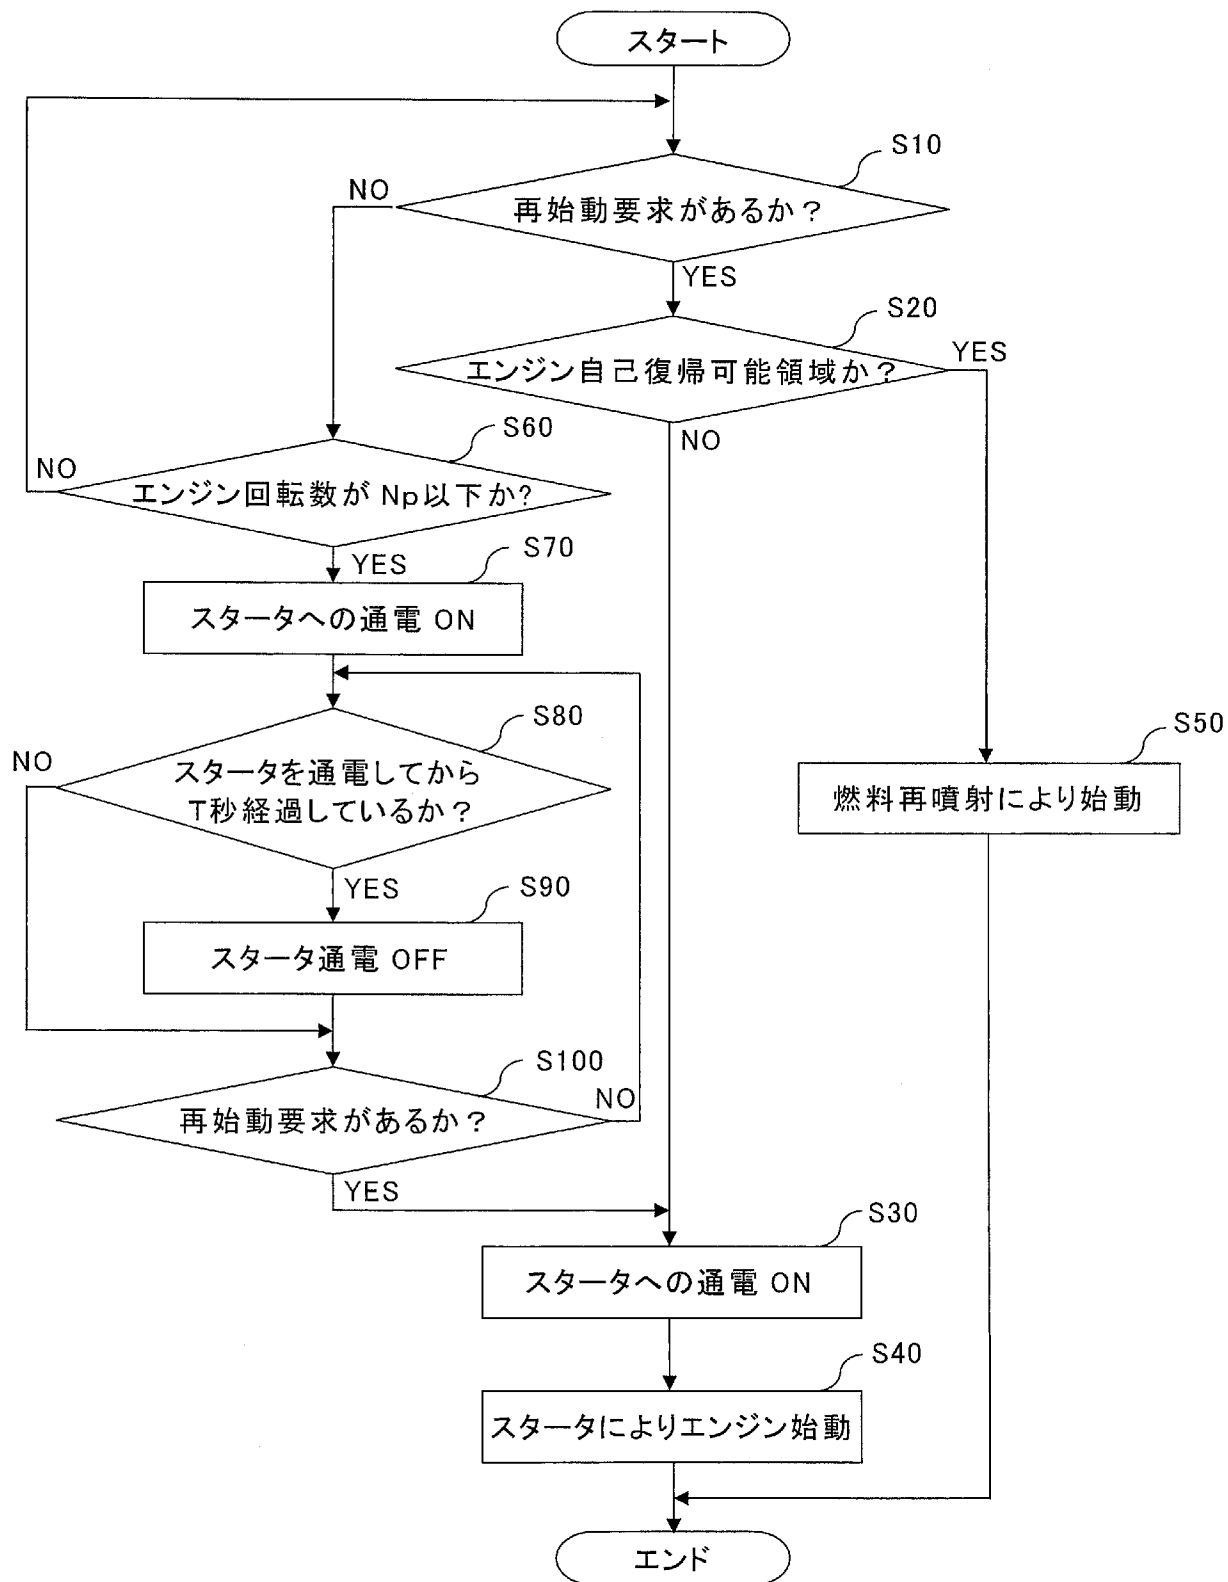 スタート
S10
再始動要求があるか？
NO
YES
S20
エンジン自己復帰可能領域か？
YES
NO
S60
エンジン回転数が Np以下か?
NO
YES
S70
スタータへの通電 ON
S80
スタータを通電してから
T秒経過しているか？
NO
YES
S50
燃料再噴射により始動
S90
スタータ通電 OFF
S100
再始動要求があるか？
NO
YES
S30
スタータへの通電 ON
S40
スタータによりエンジン始動
エンド